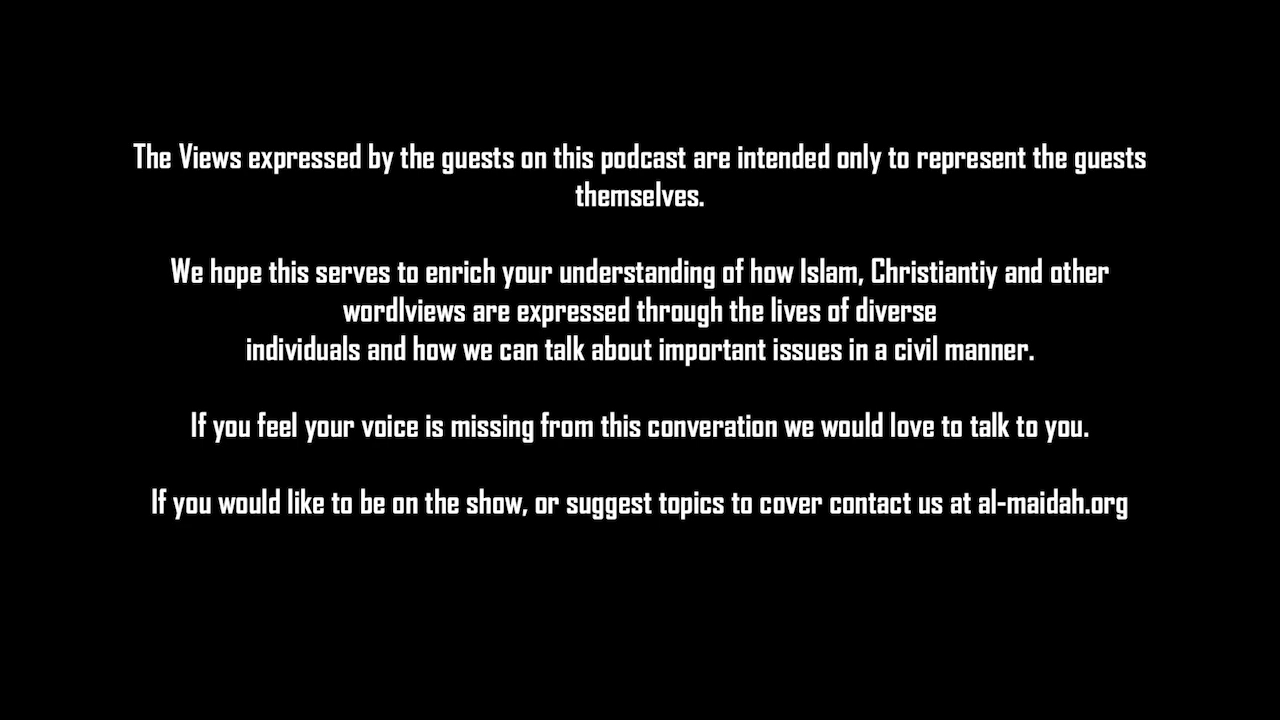 The Views expressed by the guests on this podcast are intended only to represent the guests
themselves.
We hope this serves to enrich your understanding of how Islam, Christiantiy and other
wordlviews are expressed through the lives of diverse
individuals and how we can talk about important issues in a civil manner.
If you feel your voice is missing from this converation we would love to talk to you.
If you would like to be on the show, or suggest topics to cover contact us at al-maidah.org